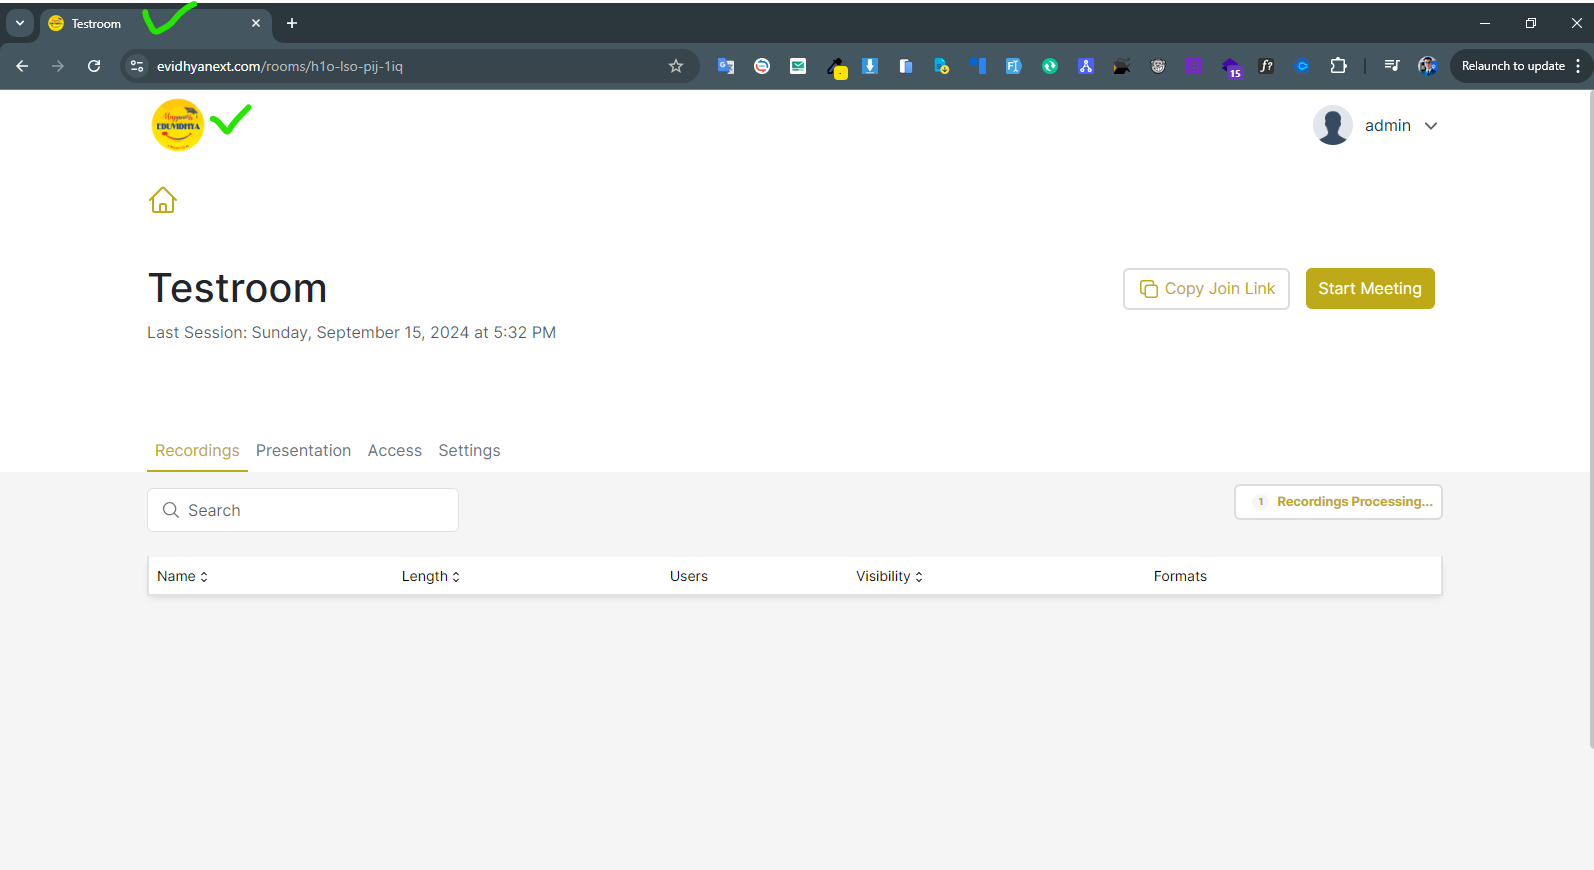 Testroom
evidhyanext.com/rooms/h1o-lso-pij-1iq
15
f?
Relaunch to update
EDUVIDHYA
admin
Testroom
Copy Join Link
Start Meeting
Last Session: Sunday, September 15, 2024 at 5:32 PM
Recordings Presentation Access Settings
Search
1 Recordings Processing...
Name Length Users Visibility Formats